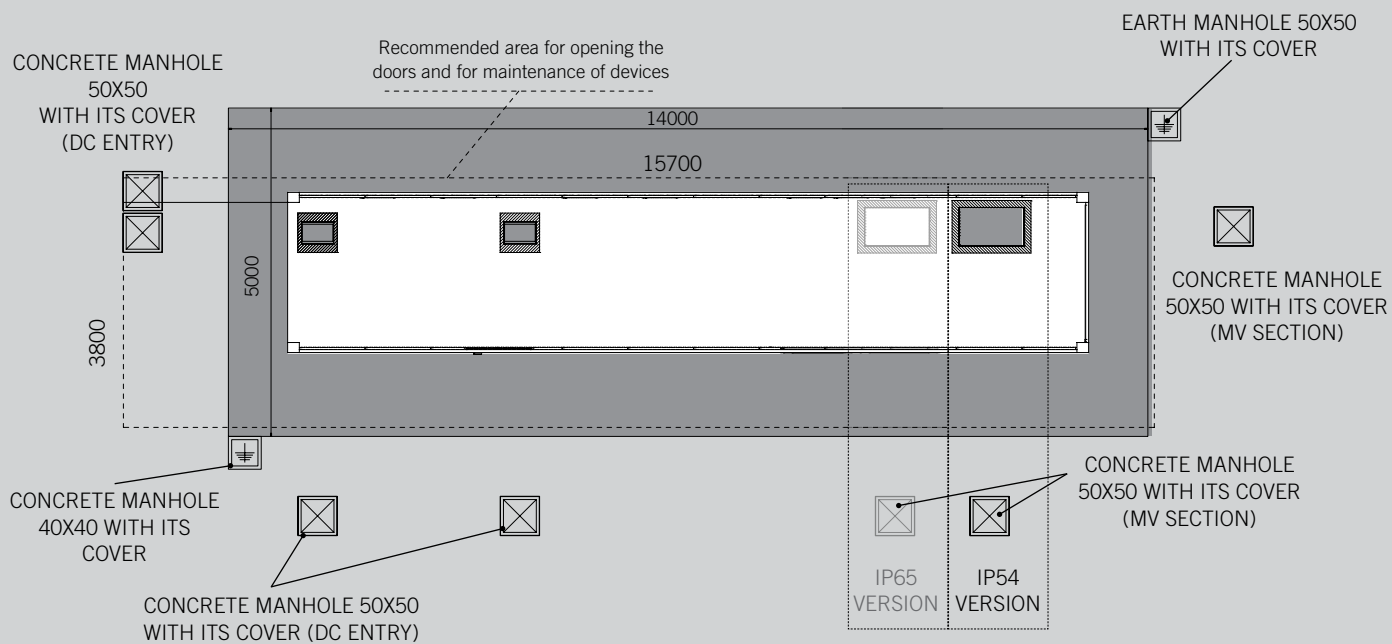 EARTH MANHOLE 50X50
WITH ITS COVER
Recommended area for opening the
doors and for maintenance of devices
CONCRETE MANHOLE
50X50
WITH ITS COVER
(DC ENTRY)
14000
15700
5000
3800
CONCRETE MANHOLE
50X50 WITH ITS COVER
(MV SECTION)
CONCRETE MANHOLE
40X40 WITH ITS
COVER
CONCRETE MANHOLE 50X50
WITH ITS COVER (DC ENTRY)
CONCRETE MANHOLE
50X50 WITH ITS COVER
(MV SECTION)
IP65
VERSION
IP54
VERSION